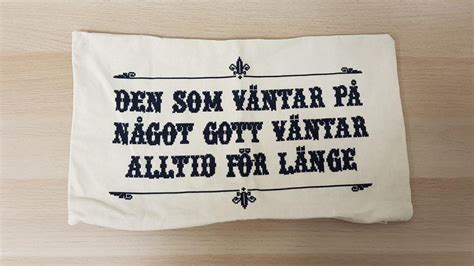 DEN SOM VÄNTAR PÅ
NÅGOT GOTT VÄNTAR
ALLTID FÖR LÄNGE